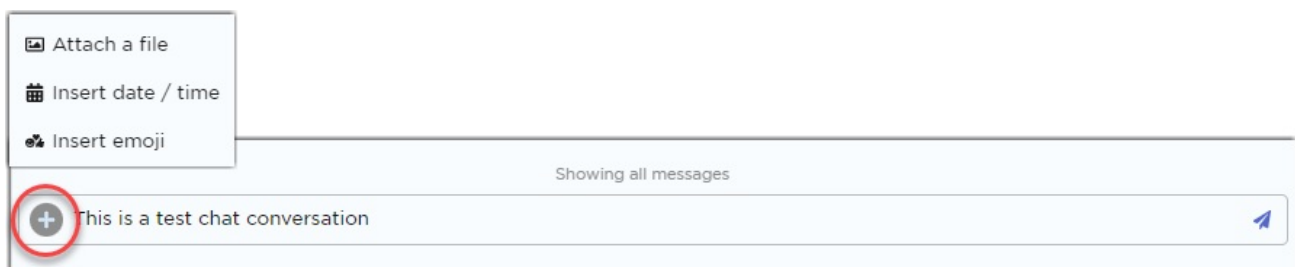 Attach a file
Insert date / time
Insert emoji
Showing all messages
This is a test chat conversation